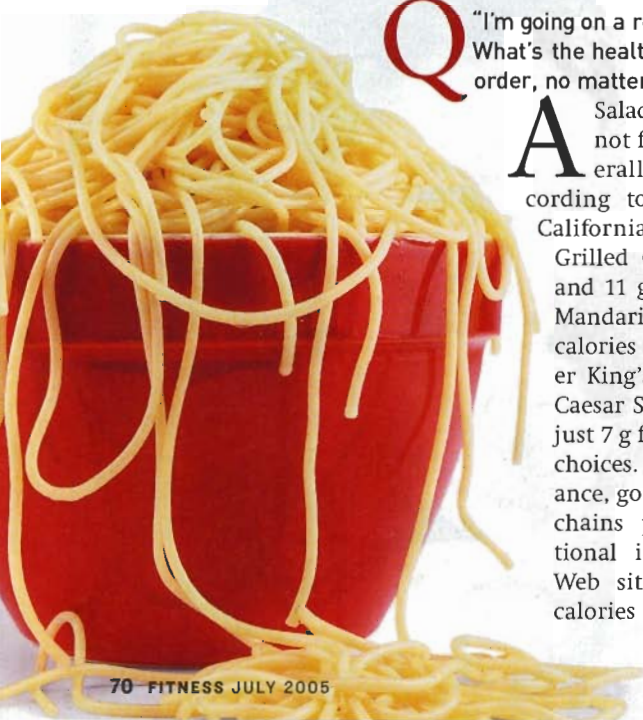 Q "I'm going on a r
What's the healt
order, no matter
A Salad
not f
erall
cording to
California
Grilled
and 11 g
Mandari
calories
er King'
Caesar S
just 7 g f
choices.
ance, go
chains
tional i
Web sit
calories
70 FITNESS JULY 2005